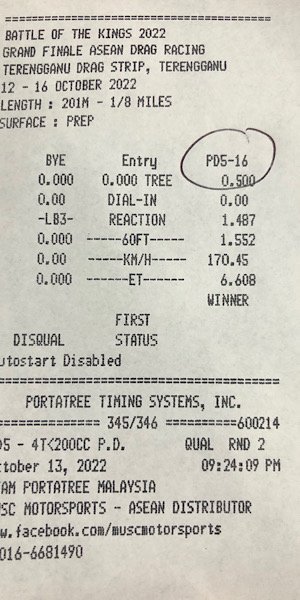 ================================
BATTLE OF THE KINGS 2022
GRAND FINALE ASEAN DRAG RACING
TERENGGANU DRAG STRIP, TERENGGANU
12 - 16 OCTOBER 2022
LENGTH : 201M - 1/8 MILES
SURFACE : PREP
BYE Entry PD5-16
0.000 0.000 TREE 0.500
0.00 DIAL-IN 0.00
-LB3- REACTION 1.487
0.000 ------60FT------ 1.552
0.00 -----KM/H------ 170.45
0.000 -------ET------- 6.608
WINNER
FIRST
DISQUAL STATUS
utostart Disabled
================================
PORTATREE TIMING SYSTEMS, INC.
============ 345/346 ==========600214
D5 - 4T<200CC P.D. QUAL RND 2
ctober 13, 2022 09:24:09 PM
AM PORTATREE MALAYSIA
SC MOTORSPORTS - ASEAN DISTRIBUTOR
w.facebook.com/muscmotorsports
016-6681490